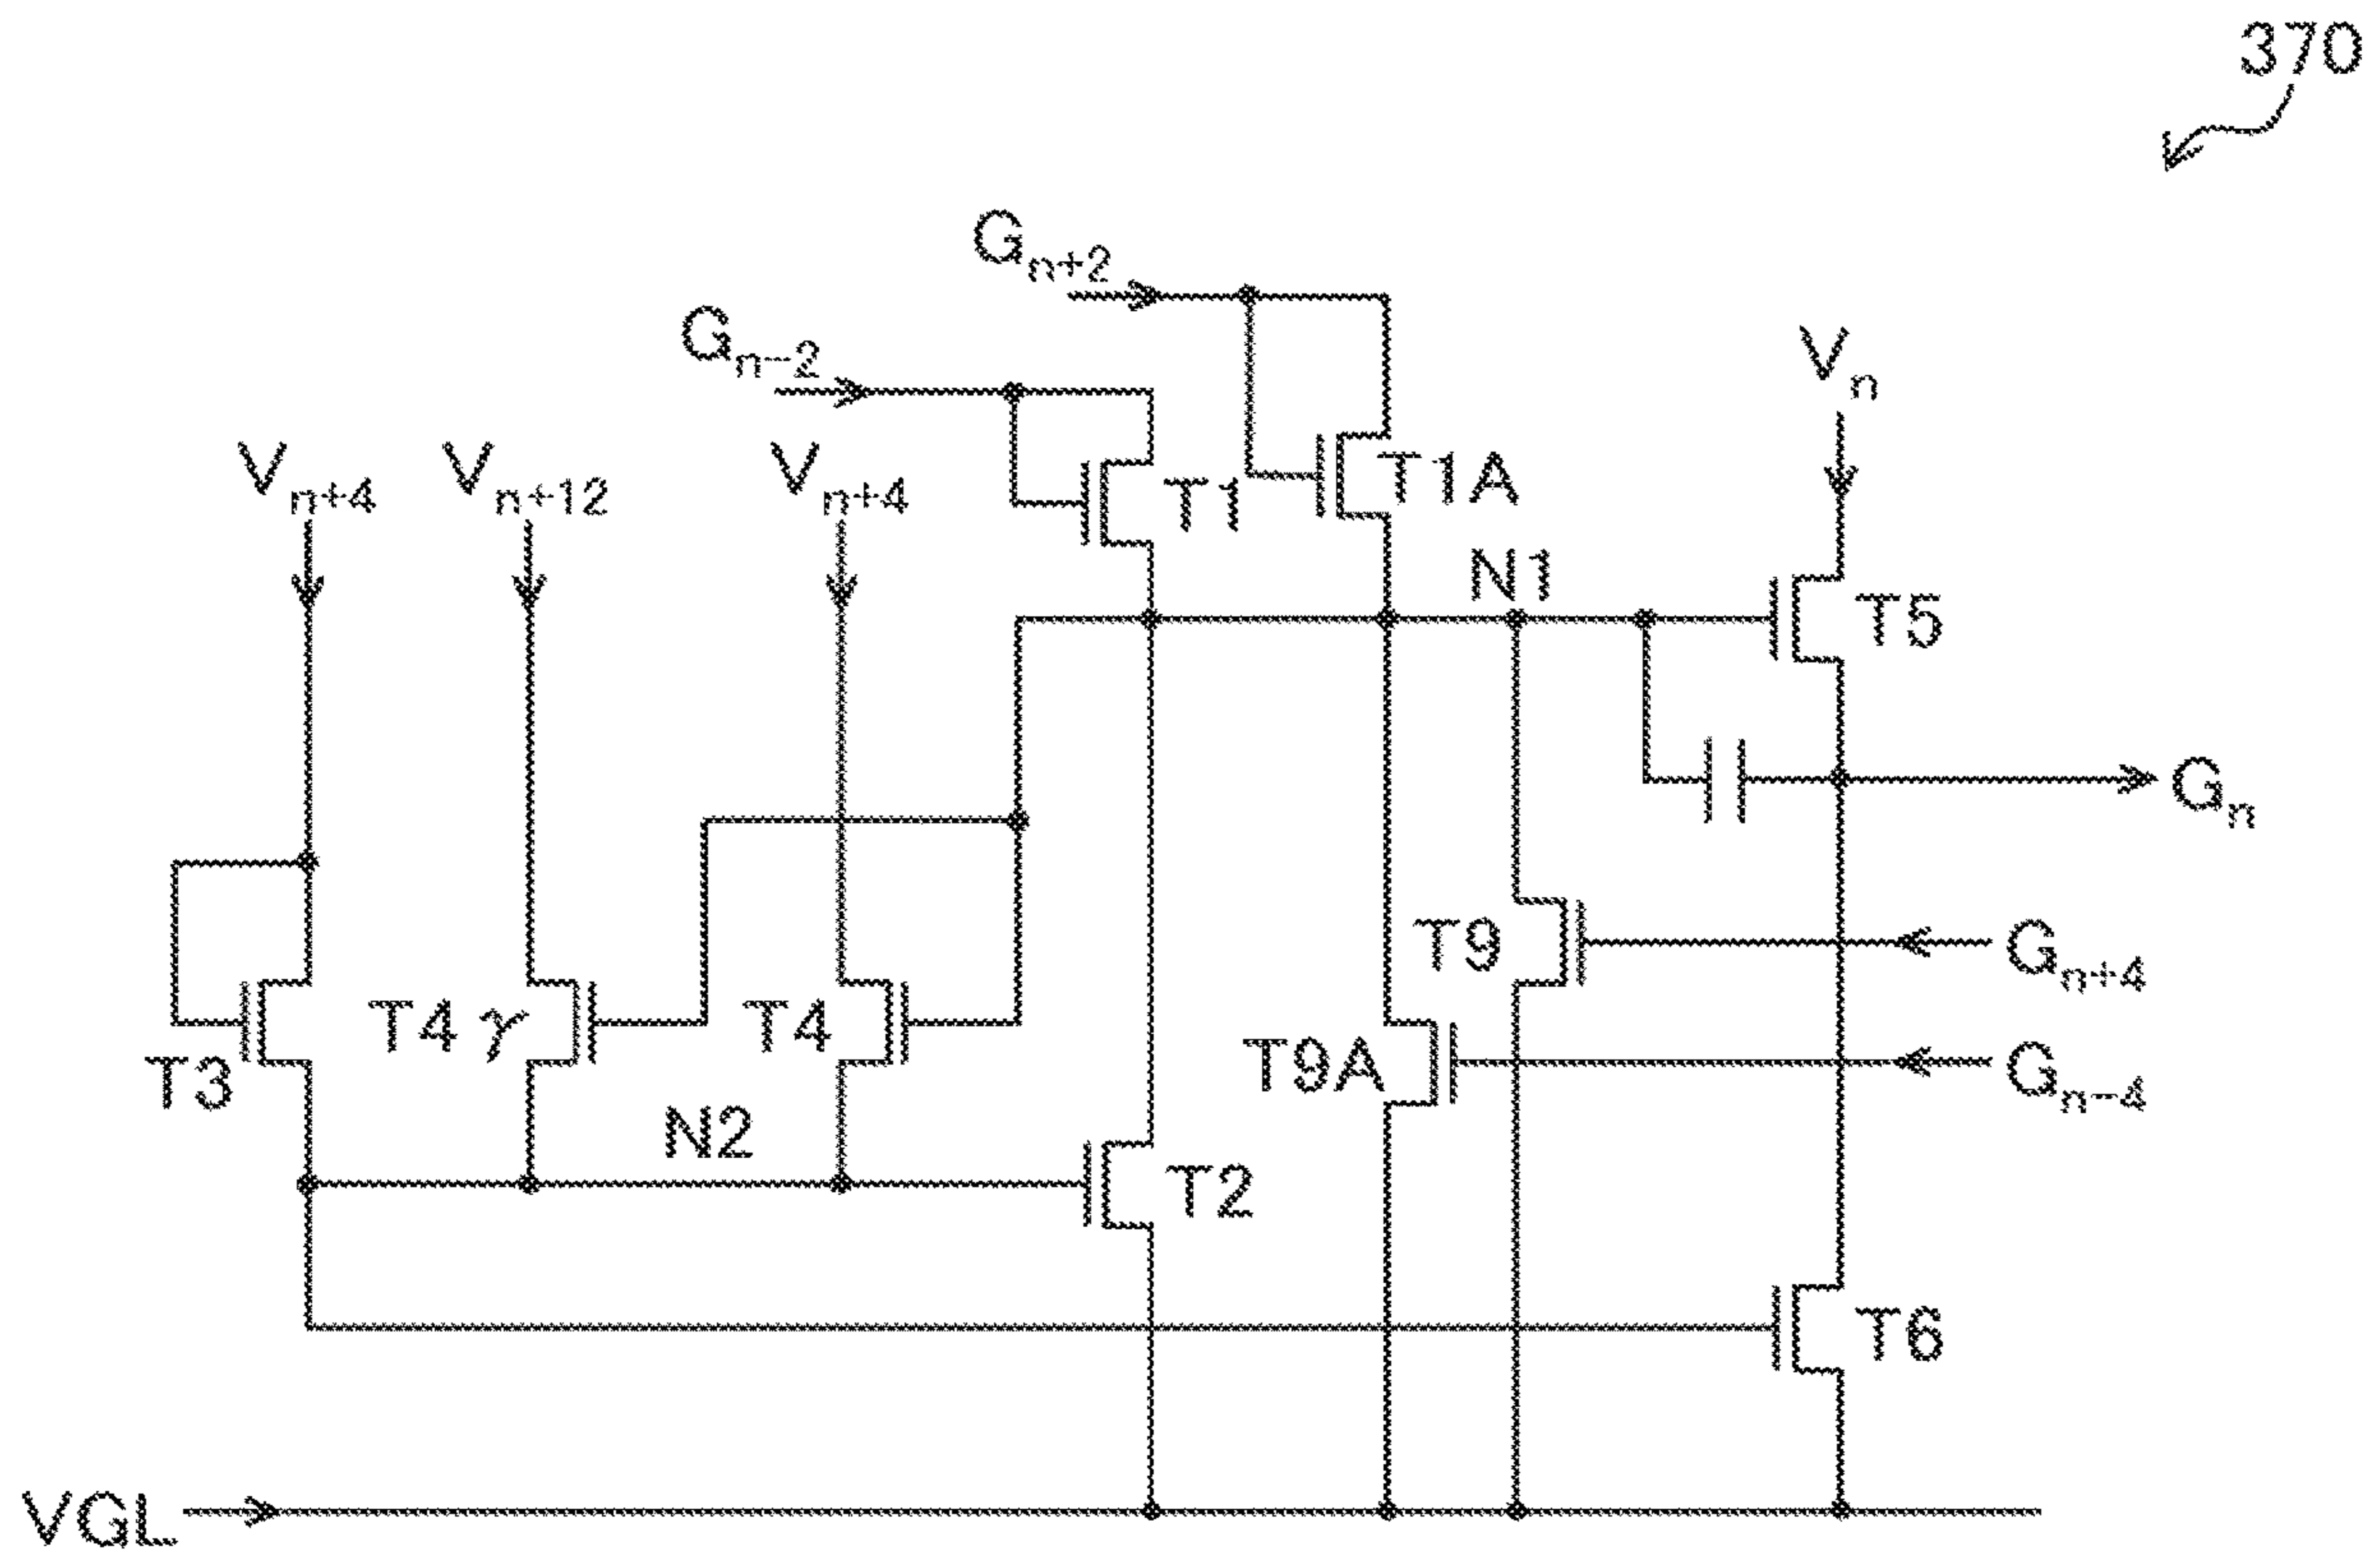 370
Gn+2
Gn-2
Vn
Vn+4 Vn+12 Vn+4
T1 T1A
N1
T5
Gn
T9 Gn+4
T3 T4γ T4
T9A Gn-4
N2
T2
T6
VGL